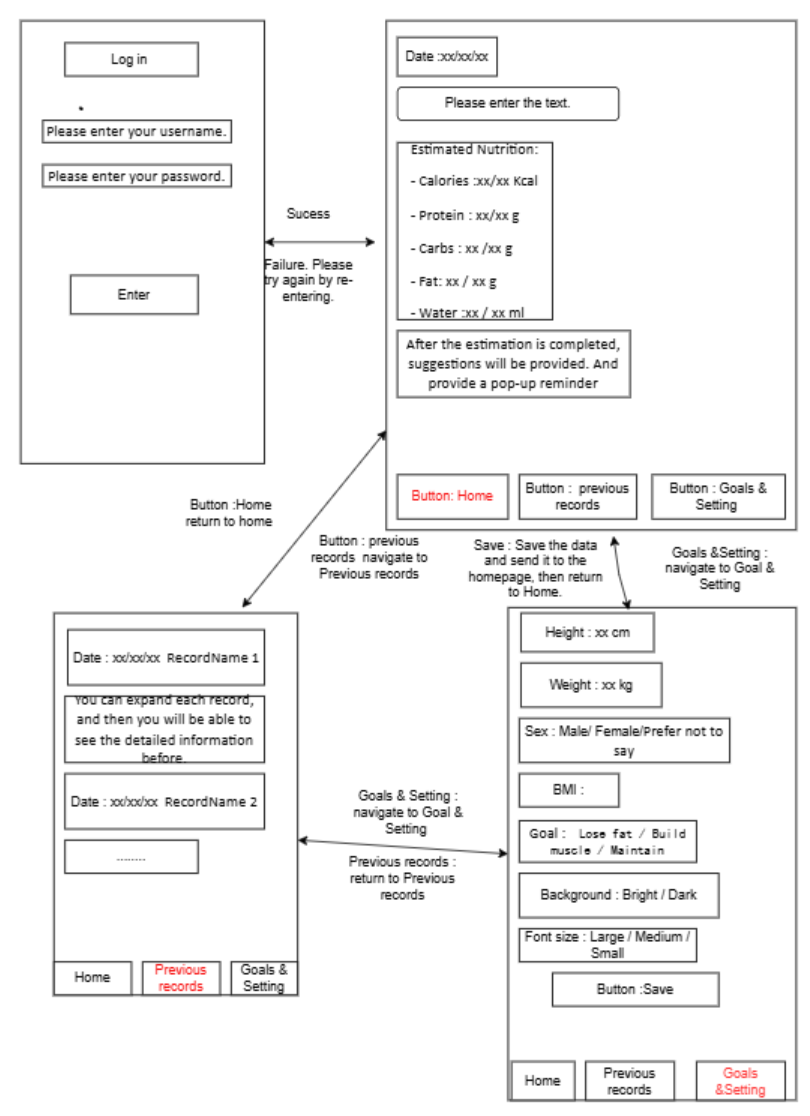 Log in
Please enter your username.
Please enter your password.
Enter
Sucess
Failure. Please
try again by re-
entering.
Date :xx/xx/xx
Please enter the text.
Estimated Nutrition:
- Calories :xx/xx Kcal
- Protein : xx/xx g
- Carbs : xx /xx g
- Fat: xx / xx g
- Water :xx / xx ml
After the estimation is completed,
suggestions will be provided. And
provide a pop-up reminder
Button: Home
Button : previous
records
Button : Goals &
Setting
Button :Home
return to home
Button : previous
records navigate to
Previous records
Save : Save the data
and send it to the
homepage, then return
to Home.
Goals &Setting :
navigate to Goal &
Setting
Date : xx/xx/xx RecordName 1
You can expand each record,
and then you will be able to
see the detailed information
before.
Date : xx/xx/xx RecordName 2
........
Home
Previous
records
Goals &
Setting
Goals & Setting :
navigate to Goal &
Setting
Previous records :
return to Previous
records
Height : xx cm
Weight : xx kg
Sex : Male/ Female/Prefer not to
say
BMI :
Goal : Lose fat / Build
muscle / Maintain
Background : Bright / Dark
Font size : Large / Medium /
Small
Button :Save
Home
Previous
records
Goals
&Setting